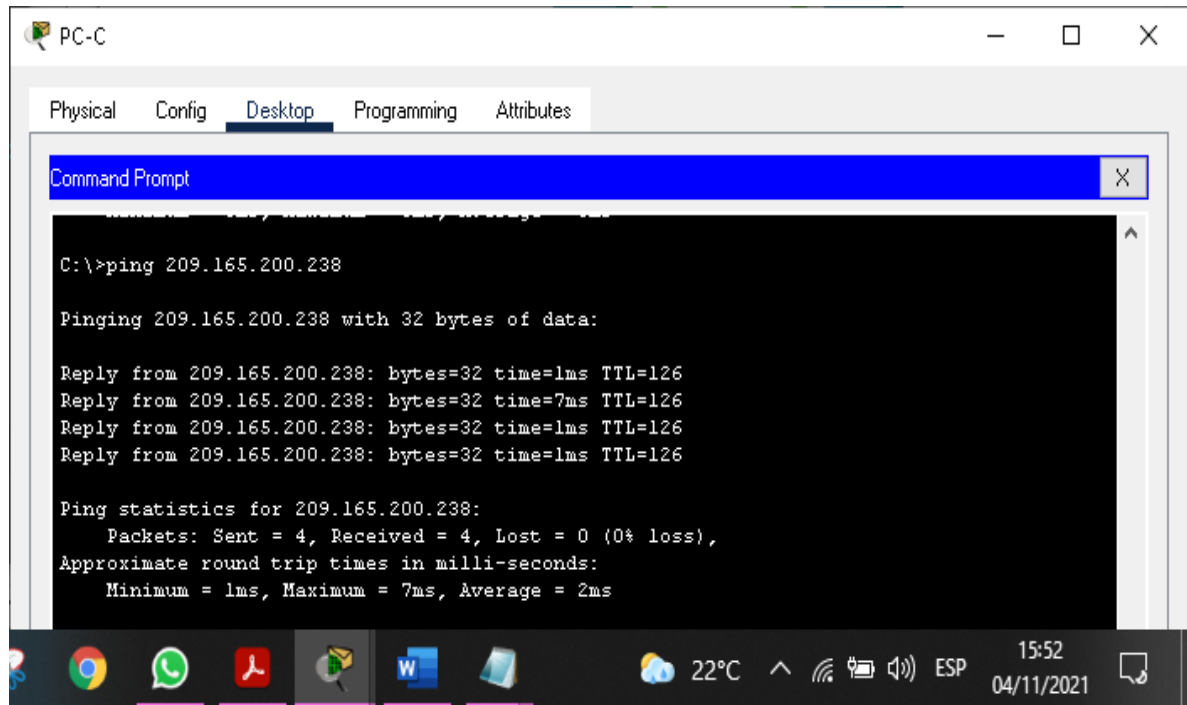 PC-C
Physical Config Desktop Programming Attributes
Command Prompt X
C:\>ping 209.165.200.238
Pinging 209.165.200.238 with 32 bytes of data:
Reply from 209.165.200.238: bytes=32 time=1ms TTL=126
Reply from 209.165.200.238: bytes=32 time=7ms TTL=126
Reply from 209.165.200.238: bytes=32 time=1ms TTL=126
Reply from 209.165.200.238: bytes=32 time=1ms TTL=126
Ping statistics for 209.165.200.238:
Packets: Sent = 4, Received = 4, Lost = 0 (0% loss),
Approximate round trip times in milli-seconds:
Minimum = 1ms, Maximum = 7ms, Average = 2ms
W 22°C ESP 15:52
04/11/2021